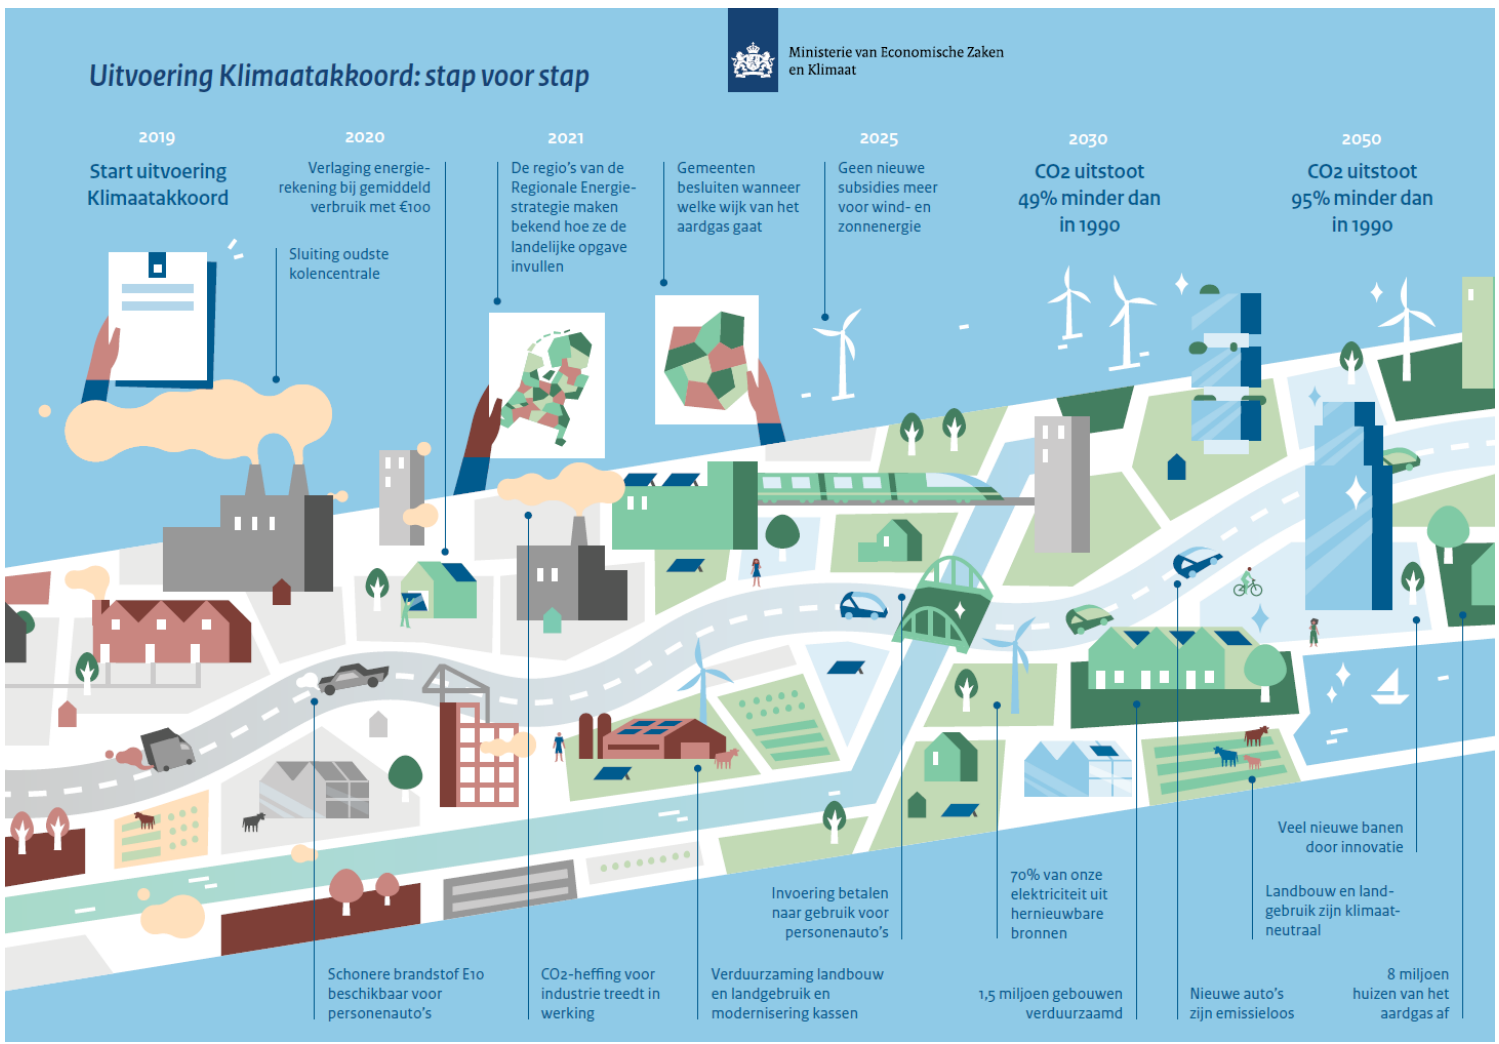 Uitvoering Klimaatakkoord: stap voor stap
Ministerie van Economische Zaken
en Klimaat
2019
Start uitvoering
Klimaatakkoord
2020
Verlaging energie-
rekening bij gemiddeld
verbruik met €100
Sluiting oudste
kolencentrale
2021
De regio's van de
Regionale Energie-
strategie maken
bekend hoe ze de
landelijke opgave
invullen
Gemeenten
besluiten wanneer
welke wijk van het
aardgas gaat
2025
Geen nieuwe
subsidies meer
voor wind- en
zonnenergie
2030
CO2 uitstoot
49% minder dan
in 1990
2050
CO2 uitstoot
95% minder dan
in 1990
Schonere brandstof E10
beschikbaar voor
personenauto's
CO2-heffing voor
industrie treedt in
werking
Verduurzaming landbouw
en landgebruik en
modernisering kassen
Invoering betalen
naar gebruik voor
personenauto's
70% van onze
elektriciteit uit
hernieuwbare
bronnen
1,5 miljoen gebouwen
verduurzaamd
Nieuwe auto's
zijn emissieloos
Veel nieuwe banen
door innovatie
Landbouw en land-
gebruik zijn klimaat-
neutraal
8 miljoen
huizen van het
aardgas af